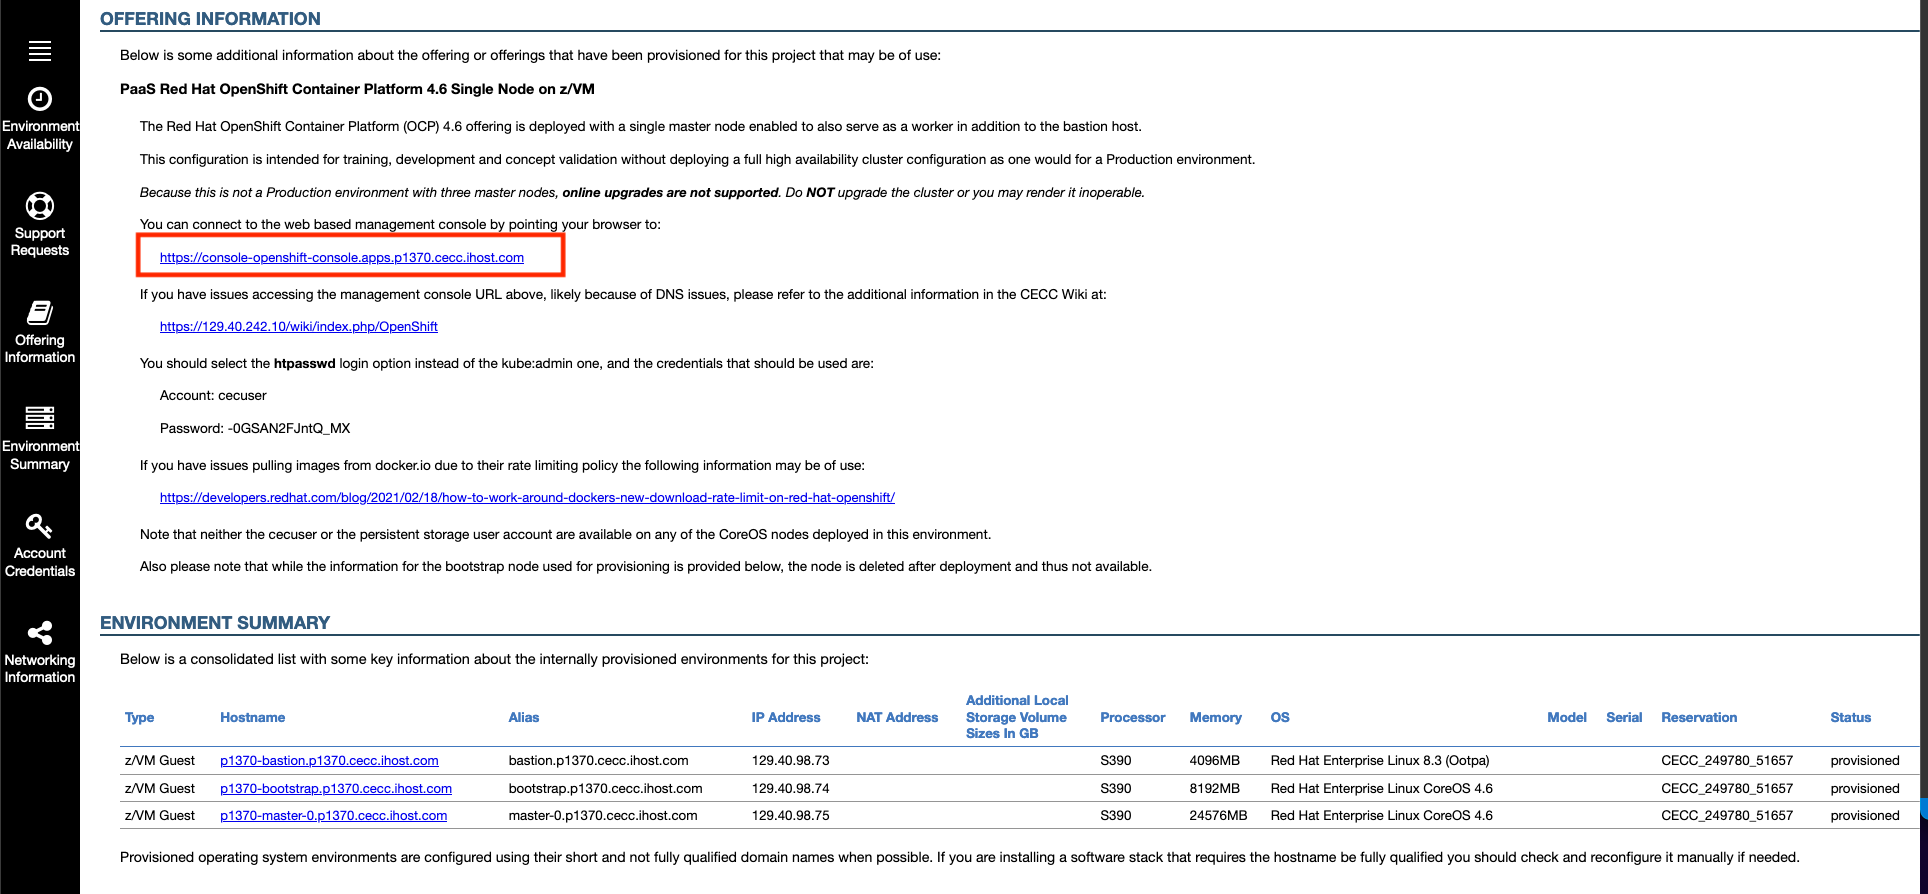 OFFERING INFORMATION
Below is some additional information about the offering or offerings that have been provisioned for this project that may be of use:
PaaS Red Hat OpenShift Container Platform 4.6 Single Node on z/VM
The Red Hat OpenShift Container Platform (OCP) 4.6 offering is deployed with a single master node enabled to also serve as a worker in addition to the bastion host.
This configuration is intended for training, development and concept validation without deploying a full high availability cluster configuration as one would for a Production environment.
Because this is not a Production environment with three master nodes, online upgrades are not supported. Do NOT upgrade the cluster or you may render it inoperable.
You can connect to the web based management console by pointing your browser to:
https://console-openshift-console.apps.p1370.cecc.ihost.com
If you have issues accessing the management console URL above, likely because of DNS issues, please refer to the additional information in the CECC Wiki at:
https://129.40.242.10/wiki/index.php/OpenShift
You should select the htpasswd login option instead of the kube:admin one, and the credentials that should be used are:
Account: cecuser
Password: -0GSAN2FJntQ_MX
If you have issues pulling images from docker.io due to their rate limiting policy the following information may be of use:
https://developers.redhat.com/blog/2021/02/18/how-to-work-around-dockers-new-download-rate-limit-on-red-hat-openshift/
Note that neither the cecuser or the persistent storage user account are available on any of the CoreOS nodes deployed in this environment.
Also please note that while the information for the bootstrap node used for provisioning is provided below, the node is deleted after deployment and thus not available.
Environment
Availability
Support
Requests
Offering
Information
Environment
Summary
Account
Credentials
Networking
Information
ENVIRONMENT SUMMARY
Below is a consolidated list with some key information about the internally provisioned environments for this project:
Type Hostname Alias IP Address NAT Address Additional Local Storage Volume Sizes In GB Processor Memory OS Model Serial Reservation Status
z/VM Guest p1370-bastion.p1370.cecc.ihost.com bastion.p1370.cecc.ihost.com 129.40.98.73 S390 4096MB Red Hat Enterprise Linux 8.3 (Ootpa) CECC_249780_51657 provisioned
z/VM Guest p1370-bootstrap.p1370.cecc.ihost.com bootstrap.p1370.cecc.ihost.com 129.40.98.74 S390 8192MB Red Hat Enterprise Linux CoreOS 4.6 CECC_249780_51657 provisioned
z/VM Guest p1370-master-0.p1370.cecc.ihost.com master-0.p1370.cecc.ihost.com 129.40.98.75 S390 24576MB Red Hat Enterprise Linux CoreOS 4.6 CECC_249780_51657 provisioned
Provisioned operating system environments are configured using their short and not fully qualified domain names when possible. If you are installing a software stack that requires the hostname be fully qualified you should check and reconfigure it manually if needed.